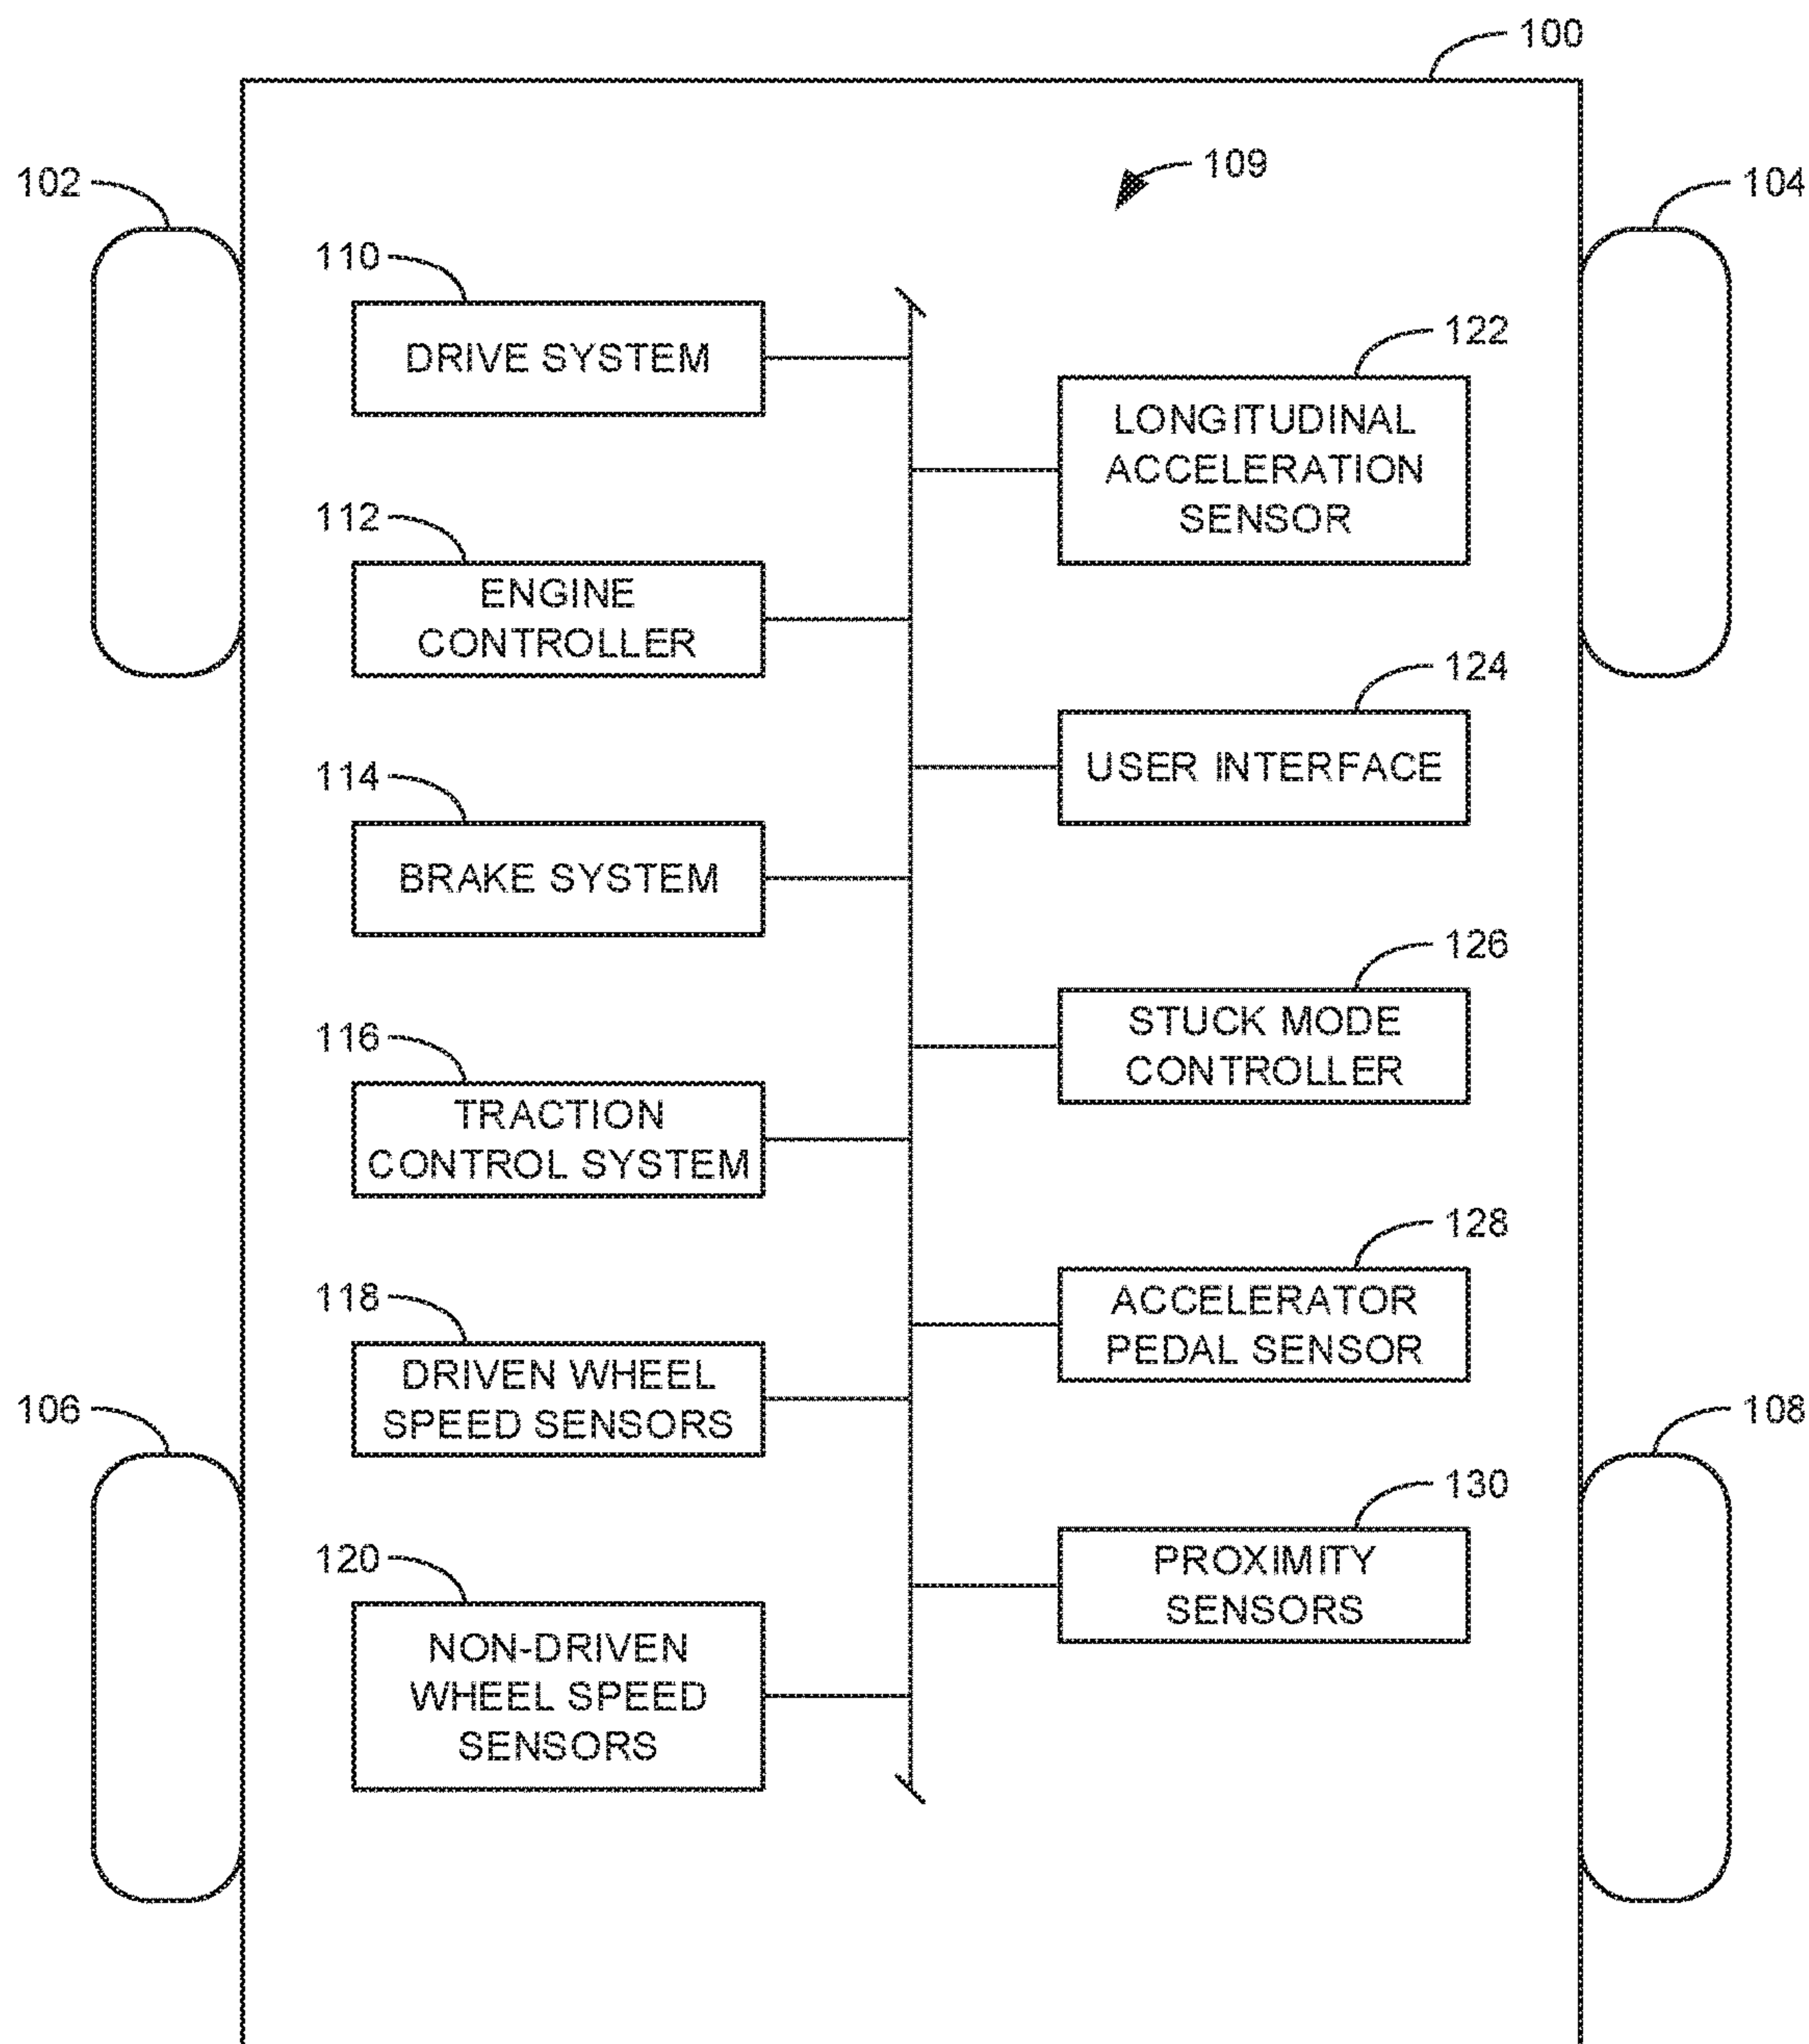 100
109
102
104
110
DRIVE SYSTEM
122
LONGITUDINAL
ACCELERATION
SENSOR
112
ENGINE
CONTROLLER
124
USER INTERFACE
114
BRAKE SYSTEM
126
STUCK MODE
CONTROLLER
116
TRACTION
CONTROL SYSTEM
128
ACCELERATOR
PEDAL SENSOR
118
DRIVEN WHEEL
SPEED SENSORS
106
108
130
PROXIMITY
SENSORS
120
NON-DRIVEN
WHEEL SPEED
SENSORS